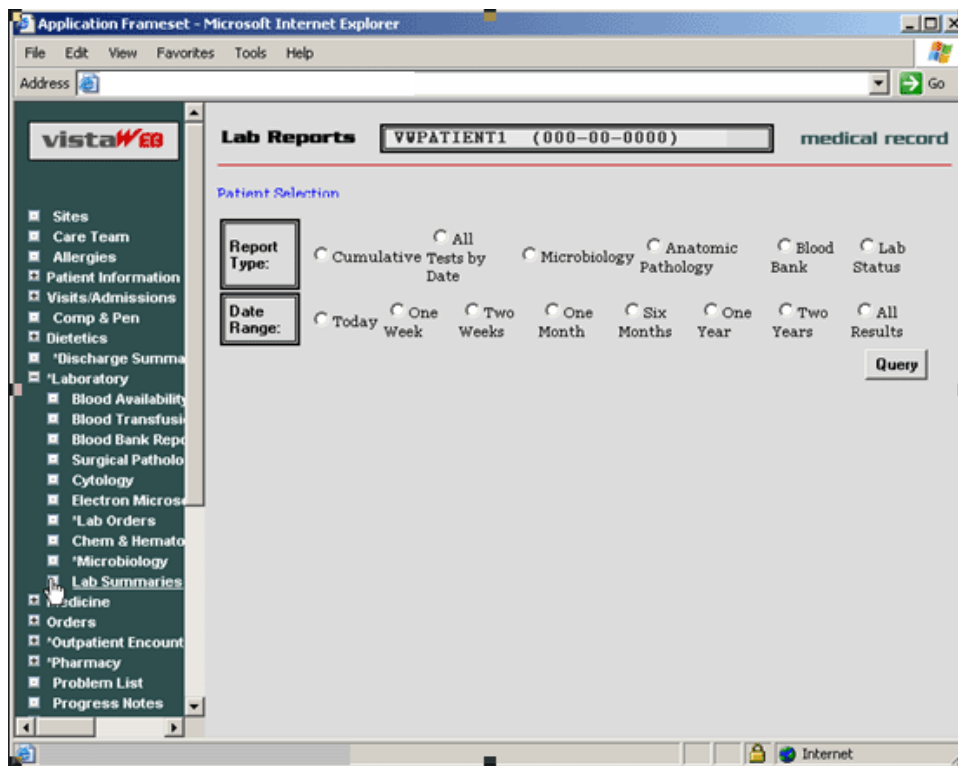 Application Frameset - Microsoft Internet Explorer
File Edit View Favorites Tools Help
Address Go
vistaWEB
Lab Reports VWPATIENT1 (000-00-0000) medical record
Patient Selection
Sites
Care Team
Allergies
Patient Information
Visits/Admissions
Comp & Pen
Dietetics
*Discharge Summa
*Laboratory
Blood Availability
Blood Transfusi
Blood Bank Repo
Surgical Patholo
Cytology
Electron Micros
*Lab Orders
Chem & Hemato
*Microbiology
Lab Summaries
Medicine
Orders
*Outpatient Encount
*Pharmacy
Problem List
Progress Notes
Report
Type:
Cumulative
All
Tests by
Date
Microbiology
Anatomic
Pathology
Blood
Bank
Lab
Status
Date
Range:
Today
One
Week
Two
Weeks
One
Month
Six
Months
One
Year
Two
Years
All
Results
Query
Internet